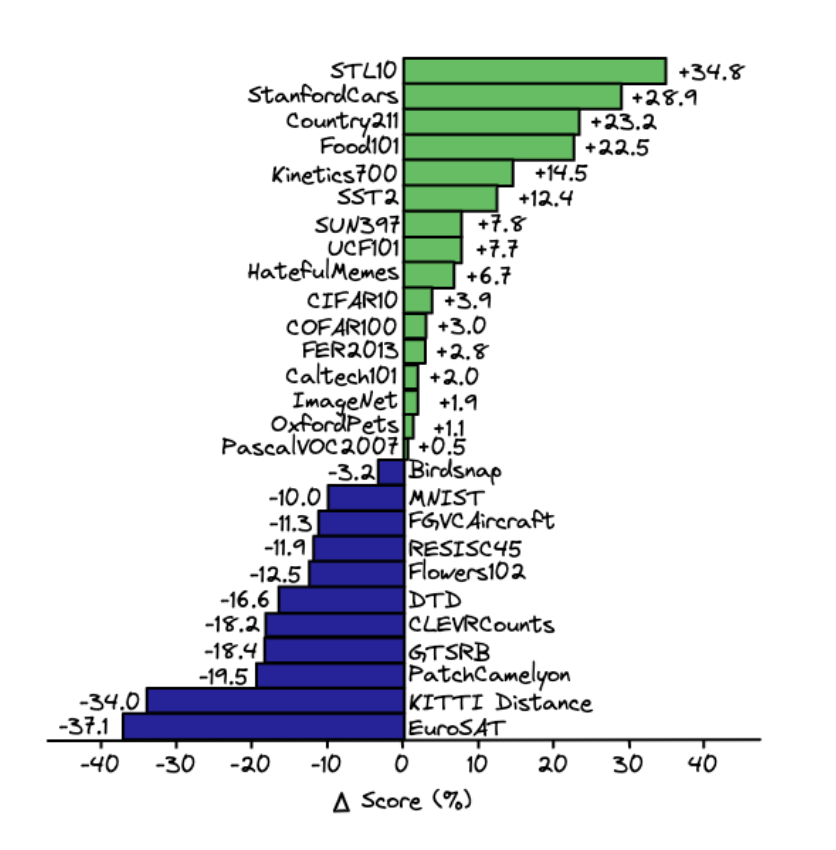 STL10 +34.8
StanfordCars +28.9
Country211 +23.2
Food101 +22.5
Kinetics700 +14.5
SST2 +12.4
SUN397 +7.8
UCF101 +7.7
HatefulMemes +6.7
CIFAR10 +3.9
COFAR100 +3.0
FER2013 +2.8
Caltech101 +2.0
ImageNet +1.9
OxfordPets +1.1
PascalVOC2007 +0.5
-3.2 Birdsnap
-10.0 MNIST
-11.3 FGVCAircraft
-11.9 RESISC45
-12.5 Flowers102
-16.6 DTD
-18.2 CLEVRCounts
-18.4 GTSRB
-19.5 PatchCamelyon
-34.0 KITTI Distance
-37.1 EuroSAT
-40 -30 -20 -10 0 10 20 30 40
Δ Score (%)